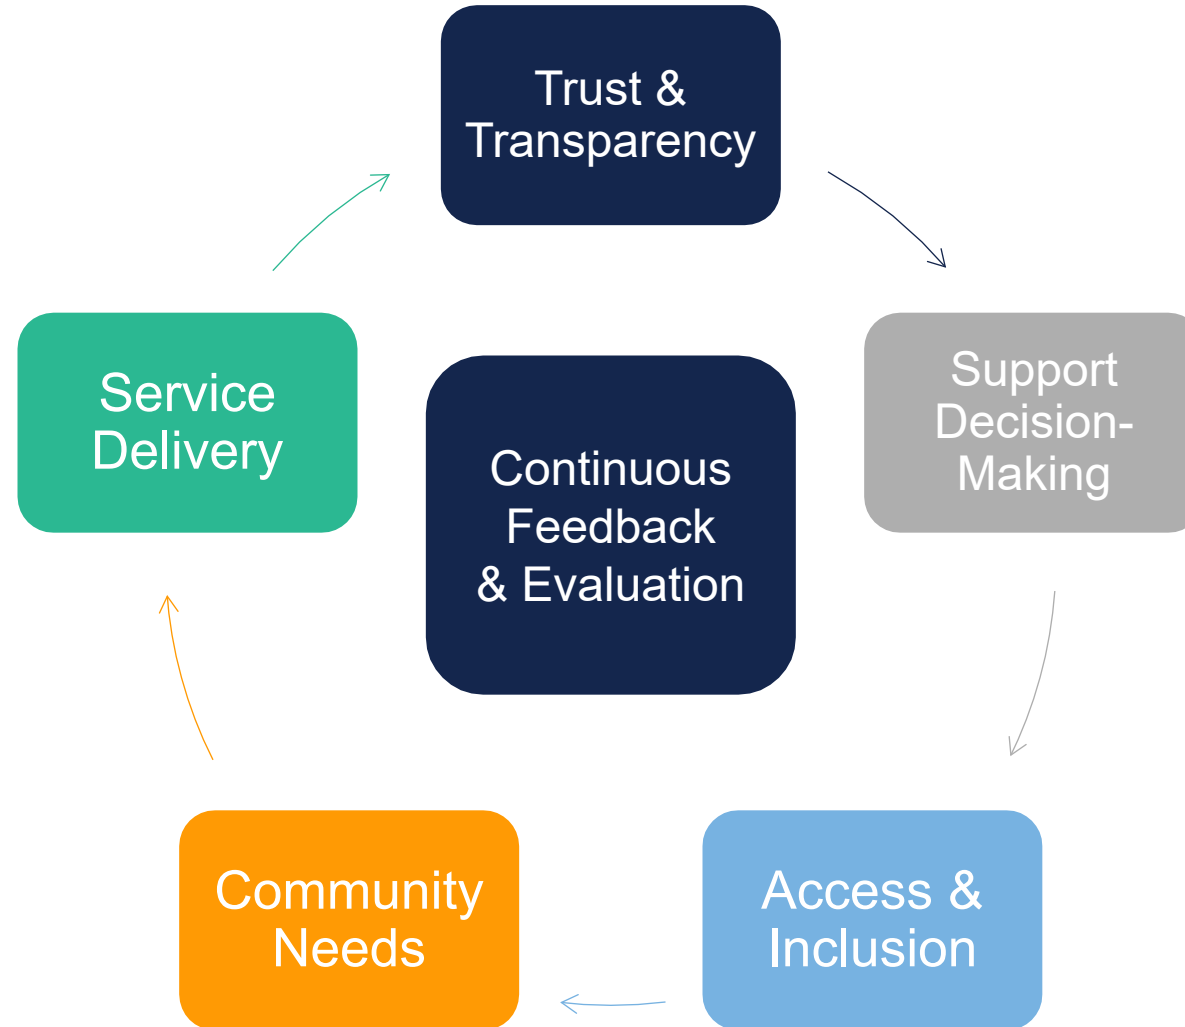 Trust &
Transparency
Support
Decision-
Making
Access &
Inclusion
Community
Needs
Service
Delivery
Continuous
Feedback
& Evaluation